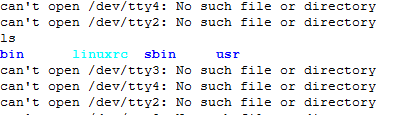 can't open /dev/tty4: No such file or directory
can't open /dev/tty2: No such file or directory
ls
bin linuxrc sbin usr
can't open /dev/tty3: No such file or directory
can't open /dev/tty4: No such file or directory
can't open /dev/tty2: No such file or directory